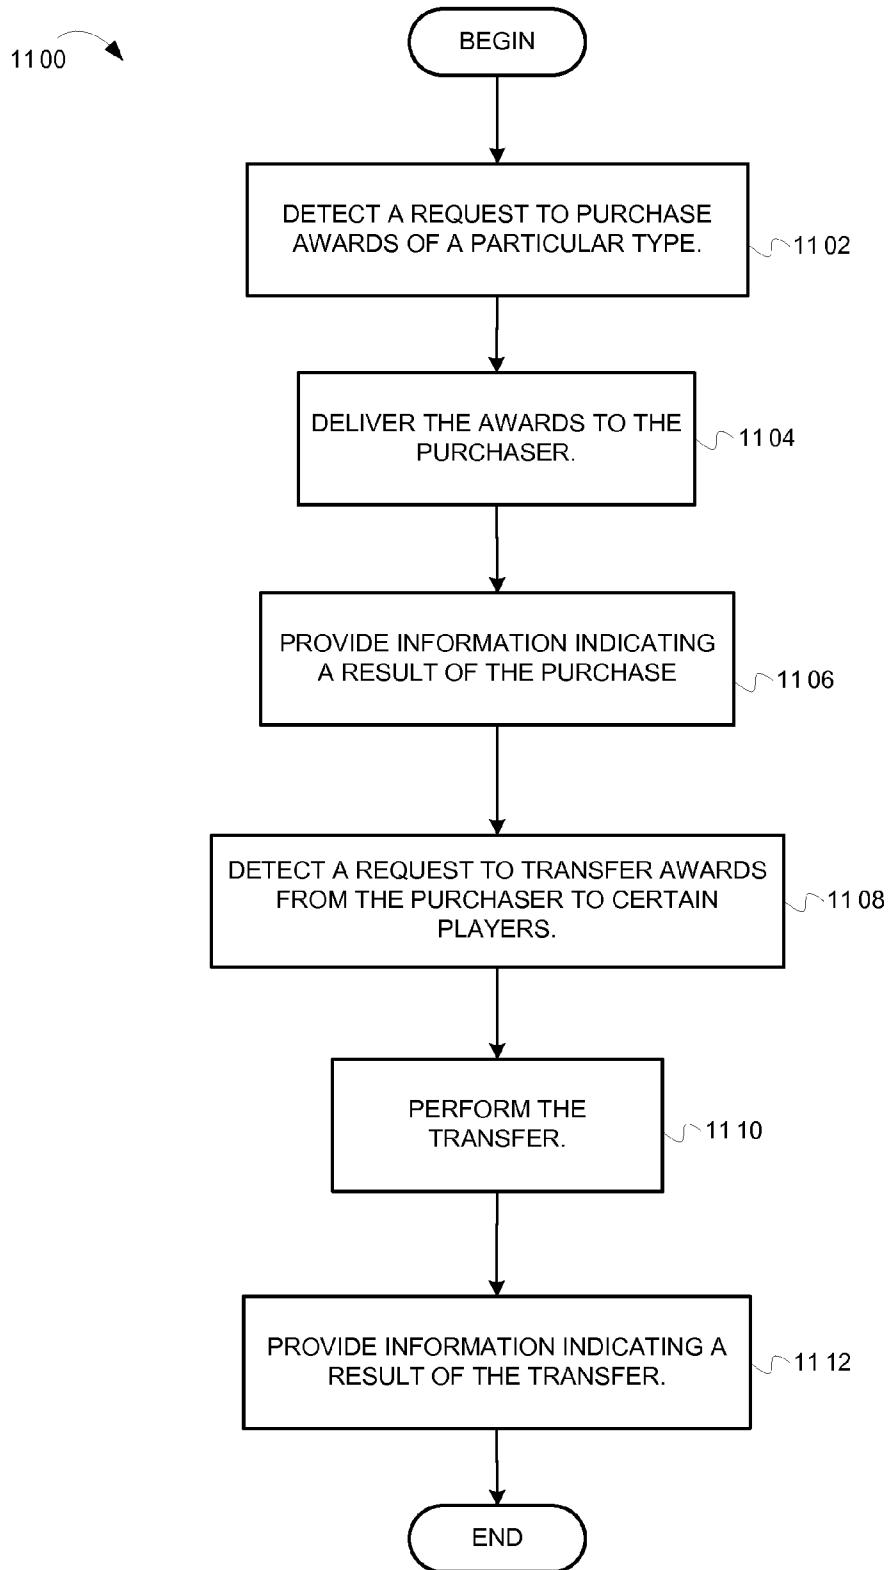 1100
BEGIN
DETECT A REQUEST TO PURCHASE
AWARDS OF A PARTICULAR TYPE.
1102
DELIVER THE AWARDS TO THE
PURCHASER.
1104
PROVIDE INFORMATION INDICATING
A RESULT OF THE PURCHASE
1106
DETECT A REQUEST TO TRANSFER AWARDS
FROM THE PURCHASER TO CERTAIN
PLAYERS.
1108
PERFORM THE
TRANSFER.
1110
PROVIDE INFORMATION INDICATING A
RESULT OF THE TRANSFER.
1112
END